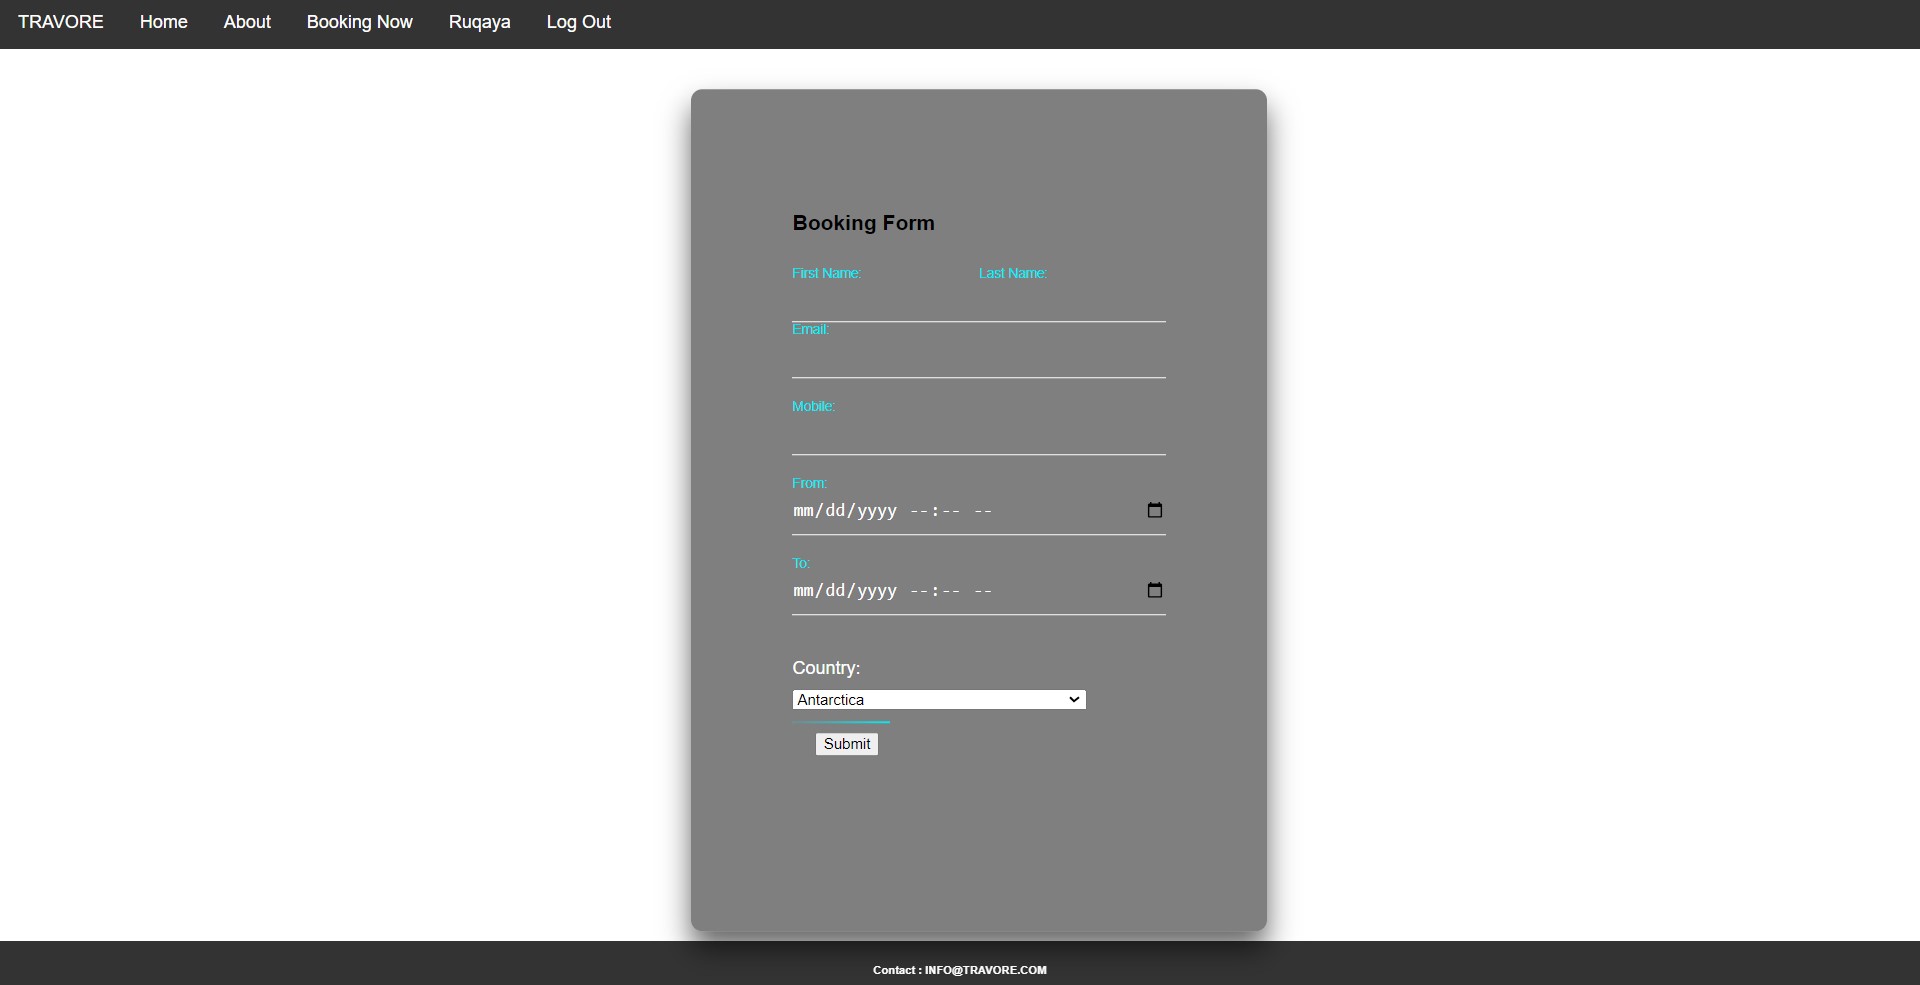 TRAVORE Home About Booking Now Ruqaya Log Out
Booking Form
First Name: Last Name:
Email:
Mobile:
From:
mm/dd/yyyy --:-- --
To:
mm/dd/yyyy --:-- --
Country:
Antarctica
Submit
Contact : INFO@TRAVORE.COM